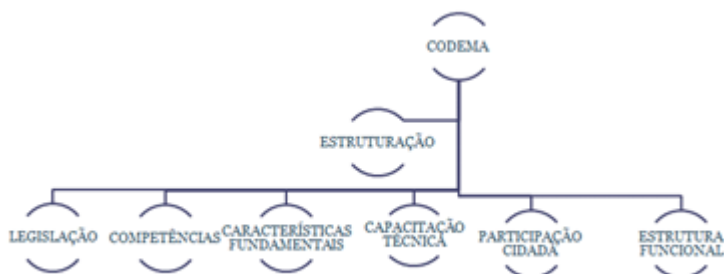 CODEMA
ESTRUTURAÇÃO
LEGISLAÇÃO
COMPETÊNCIAS
CARACTERÍSTICAS
FUNDAMENTAIS
CAPACITAÇÃO
TÉCNICA
PARTICIPAÇÃO
CIDADÃ
ESTRUTURA
FUNCIONAL